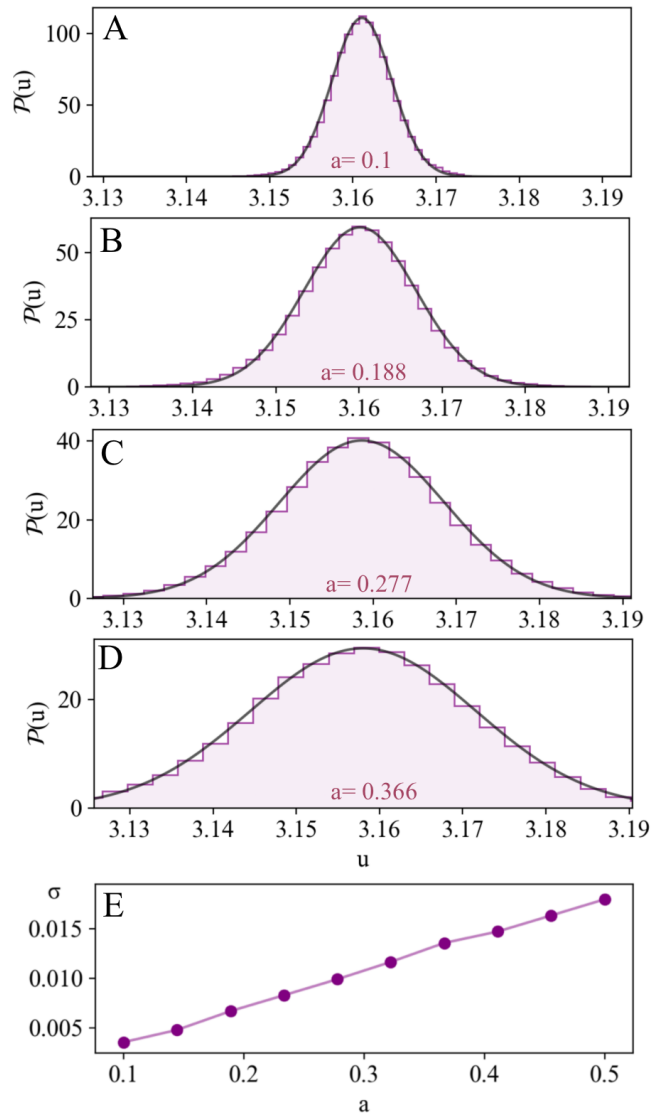 A
𝒫(u)
100
50
0
a= 0.1
3.13 3.14 3.15 3.16 3.17 3.18 3.19
B
𝒫(u)
50
25
0
a= 0.188
3.13 3.14 3.15 3.16 3.17 3.18 3.19
C
𝒫(u)
40
20
0
a= 0.277
3.13 3.14 3.15 3.16 3.17 3.18 3.19
D
𝒫(u)
20
0
a= 0.366
3.13 3.14 3.15 3.16 3.17 3.18 3.19
u
E
σ
0.015
0.010
0.005
0.1 0.2 0.3 0.4 0.5
a